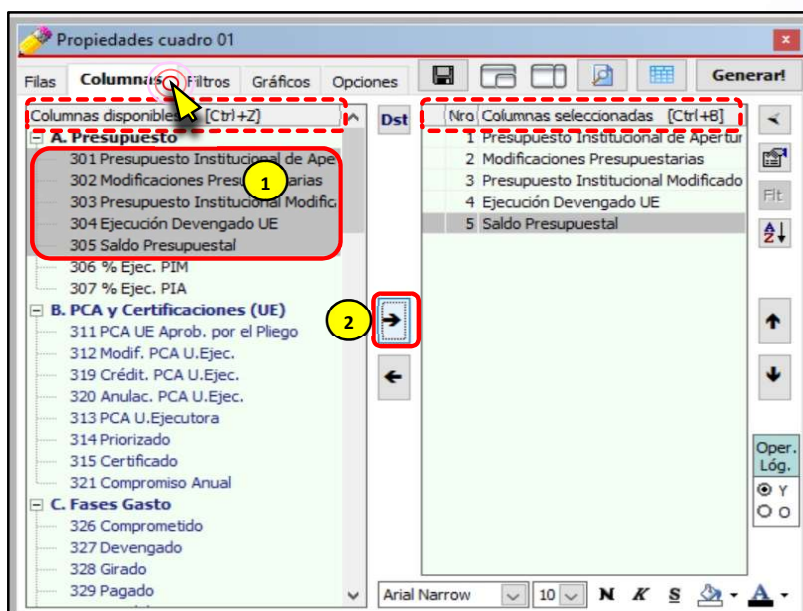 Propiedades cuadro 01
Filas Columnas Filtros Gráficos Opciones Generar!
Columnas disponibles [Ctrl+Z]
A. Presupuesto
301 Presupuesto Institucional de Ape
302 Modificaciones Presu arias
303 Presupuesto Institucional Modific
304 Ejecución Devengado UE
305 Saldo Presupuestal
306 % Ejec. PIM
307 % Ejec. PIA
B. PCA y Certificaciones (UE)
311 PCA UE Aprob. por el Pliego
312 Modif. PCA U.Ejec.
319 Crédit. PCA U.Ejec.
320 Anulac. PCA U.Ejec.
313 PCA U.Ejecutora
314 Priorizado
315 Certificado
321 Compromiso Anual
C. Fases Gasto
326 Comprometido
327 Devengado
328 Girado
329 Pagado
1
Dst
2
Nro Columnas seleccionadas [Ctrl+B]
1 Presupuesto Institucional de Apertur
2 Modificaciones Presupuestarias
3 Presupuesto Institucional Modificado
4 Ejecución Devengado UE
5 Saldo Presupuestal
Flt
A
Z
Oper.
Lóg.
Y
O
Arial Narrow 10 N K S A